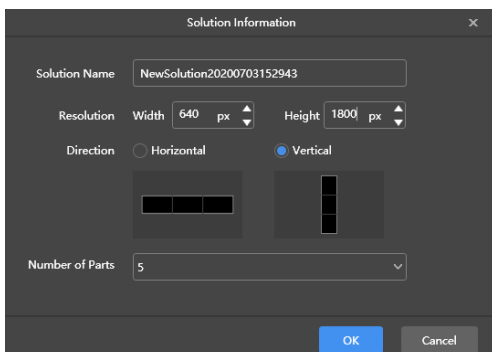 Solution Information
Solution Name NewSolution20200703152943
Resolution Width 640 px Height 1800 px
Direction Horizontal Vertical
Number of Parts 5
OK Cancel